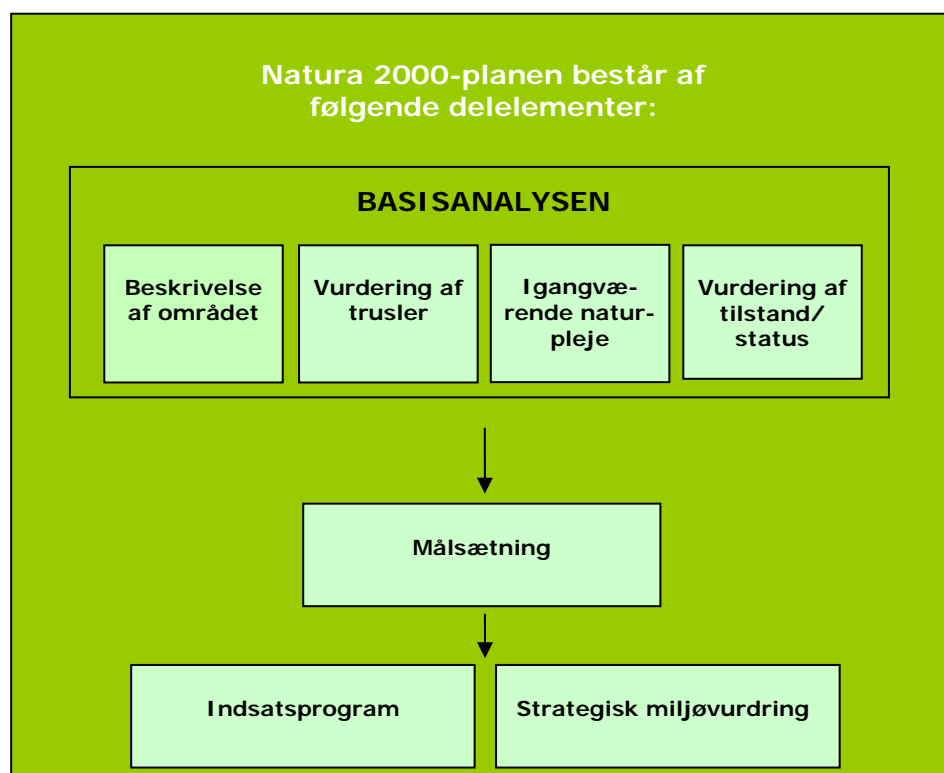 Natura 2000-planen består af
følgende delelementer:
BASISANALYSEN
Beskrivelse
af området
Vurdering af
trusler
Igangvæ-
rende natur-
pleje
Vurdering af
tilstand/
status
Målsætning
Indsatsprogram
Strategisk miljøvurdring